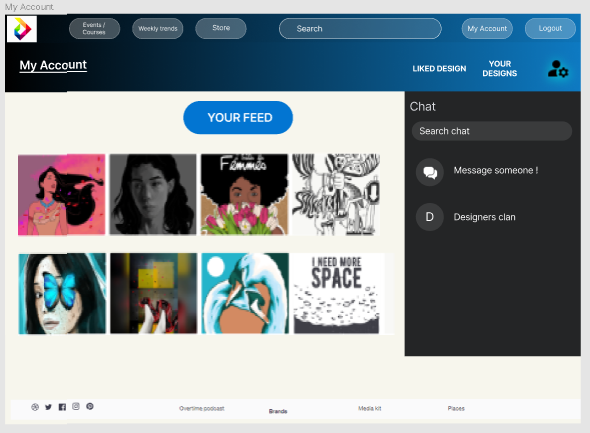 My Account
Events /
Courses
Weekly trends
Store
Search
My Account
Logout
My Account
LIKED DESIGN
YOUR
DESIGNS
YOUR FEED
Chat
Search chat
Message someone !
D
Designers clan
Femmes
I NEED MORE
SPACE
Overtime podcast
Brands
Media kit
Places